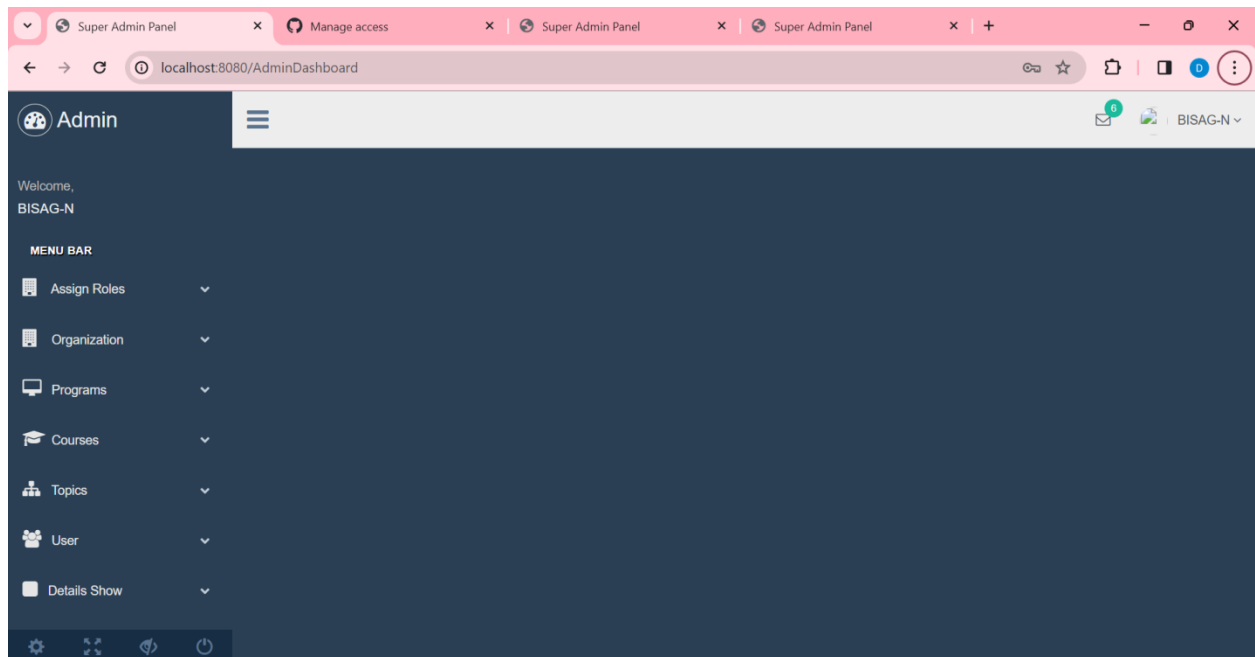 Super Admin Panel
Manage access
Super Admin Panel
Super Admin Panel
localhost:8080/AdminDashboard
D
Admin
6
BISAG-N
Welcome,
BISAG-N
MENU BAR
Assign Roles
Organization
Programs
Courses
Topics
User
Details Show